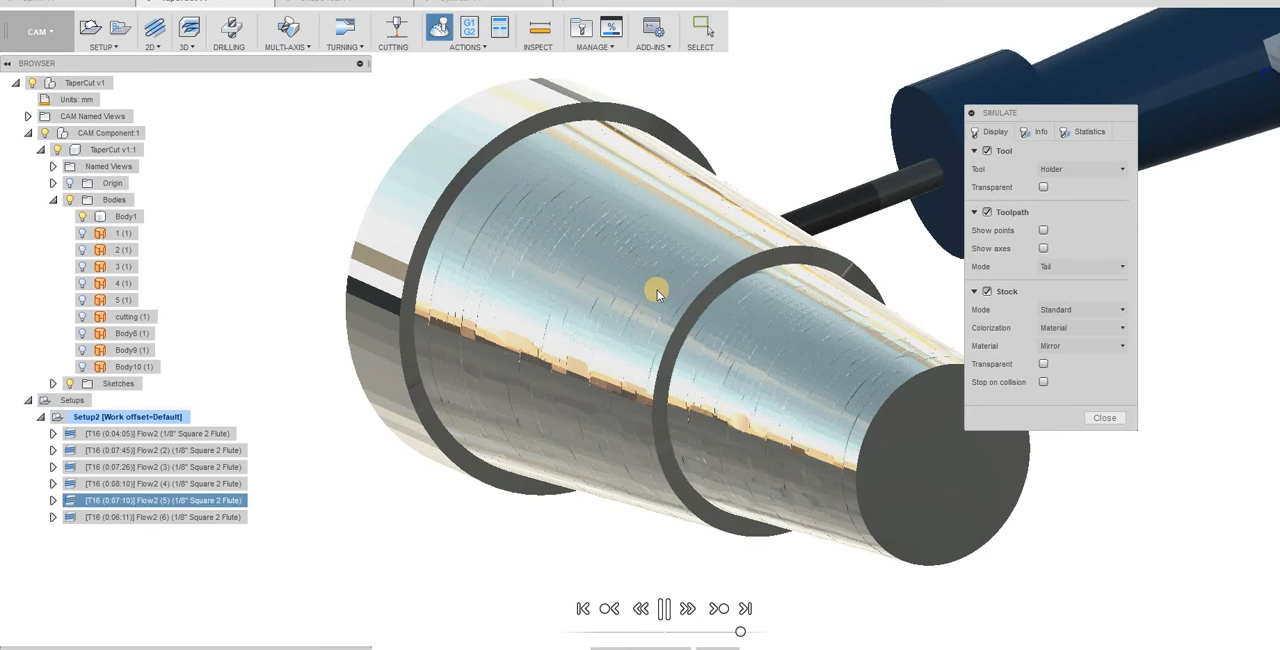 CAM
SETUP
2D
3D
DRILLING
MULTI-AXIS
TURNING
CUTTING
G1
G2
ACTIONS
INSPECT
MANAGE
ADD-INS
SELECT
BROWSER
TaperCut v1
Units: mm
CAM Named Views
CAM Component:1
TaperCut v1:1
Named Views
Origin
Bodies
Body1
1 (1)
2 (1)
3 (1)
4 (1)
5 (1)
cutting (1)
Body8 (1)
Body9 (1)
Body10 (1)
Sketches
Setups
Setup2 [Work offset=Default]
[T16 (0:04:05)] Flow2 (1/8" Square 2 Flute)
[T16 (0:07:45)] Flow2 (2) (1/8" Square 2 Flute)
[T16 (0:07:26)] Flow2 (3) (1/8" Square 2 Flute)
[T16 (0:08:10)] Flow2 (4) (1/8" Square 2 Flute)
[T16 (0:07:10)] Flow2 (5) (1/8" Square 2 Flute)
[T16 (0:06:11)] Flow2 (6) (1/8" Square 2 Flute)
SIMULATE
Display
Info
Statistics
Tool
Tool Holder
Transparent
Toolpath
Show points
Show axes
Mode Tail
Stock
Mode Standard
Colorization Material
Material Mirror
Transparent
Stop on collision
Close